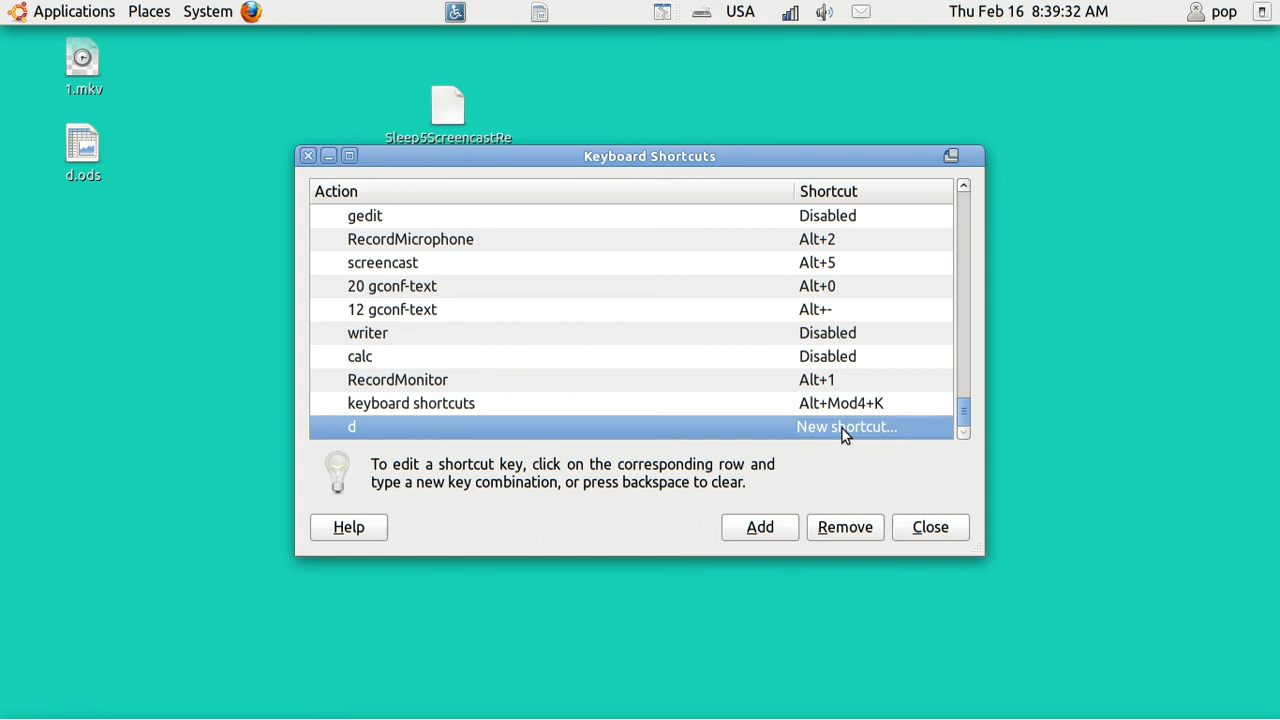 Applications Places System USA Thu Feb 16 8:39:32 AM pop
1.mkv
d.ods
Sleep5ScreencastRe
Keyboard Shortcuts
Action Shortcut
gedit Disabled
RecordMicrophone Alt+2
screencast Alt+5
20 gconf-text Alt+0
12 gconf-text Alt+-
writer Disabled
calc Disabled
RecordMonitor Alt+1
keyboard shortcuts Alt+Mod4+K
d New shortcut...
To edit a shortcut key, click on the corresponding row and
type a new key combination, or press backspace to clear.
Help Add Remove Close